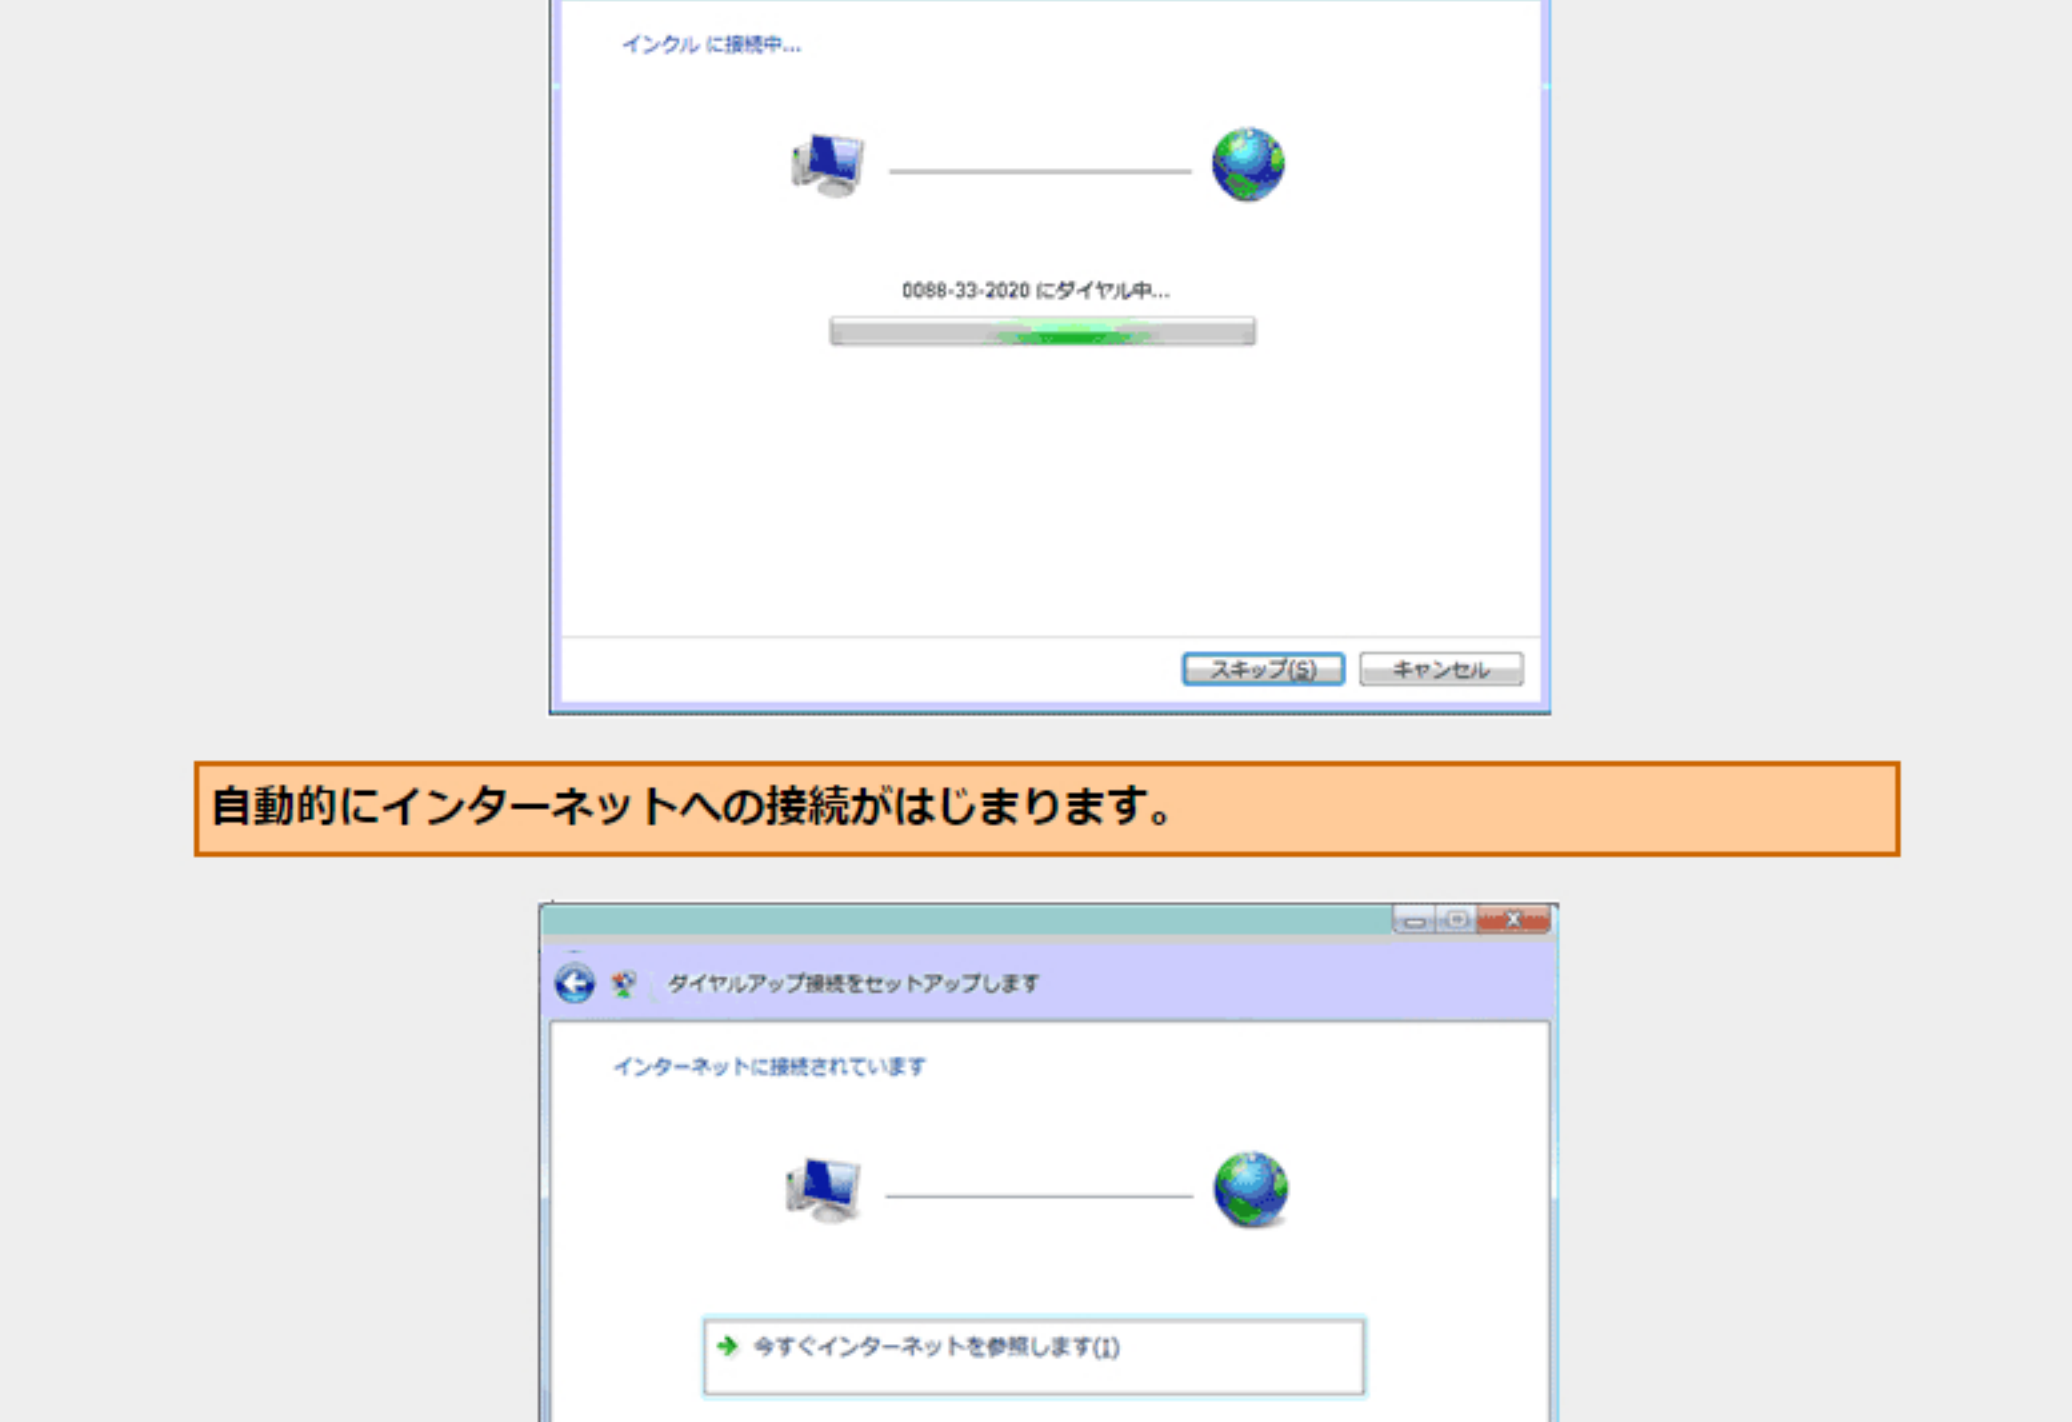 インクル に接続中...
0088-33-2020 にダイヤル中...
スキップ(S) キャンセル
自動的にインターネットへの接続がはじまります。
ダイヤルアップ接続をセットアップします
インターネットに接続されています
今すぐインターネットを参照します(I)